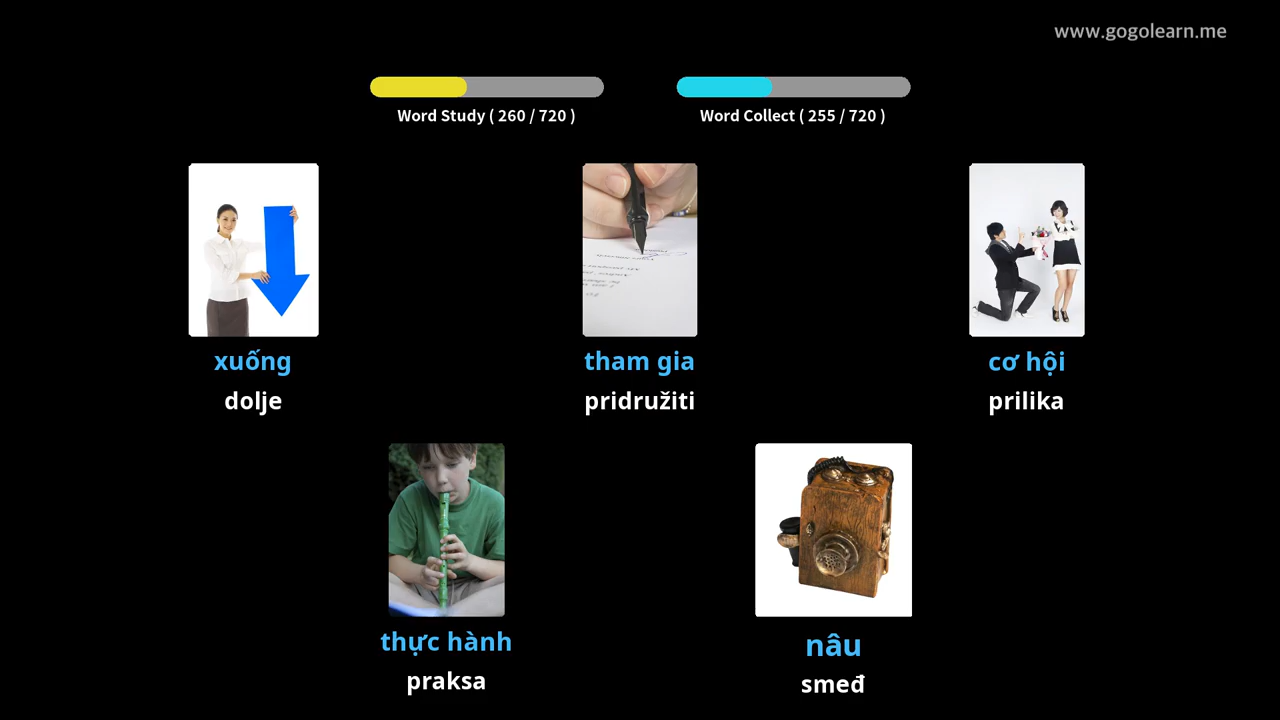 www.gogolearn.me
Word Study ( 260 / 720 )
Word Collect ( 255 / 720 )
xuống
dolje
tham gia
pridružiti
cơ hội
prilika
thực hành
praksa
nâu
smeđ